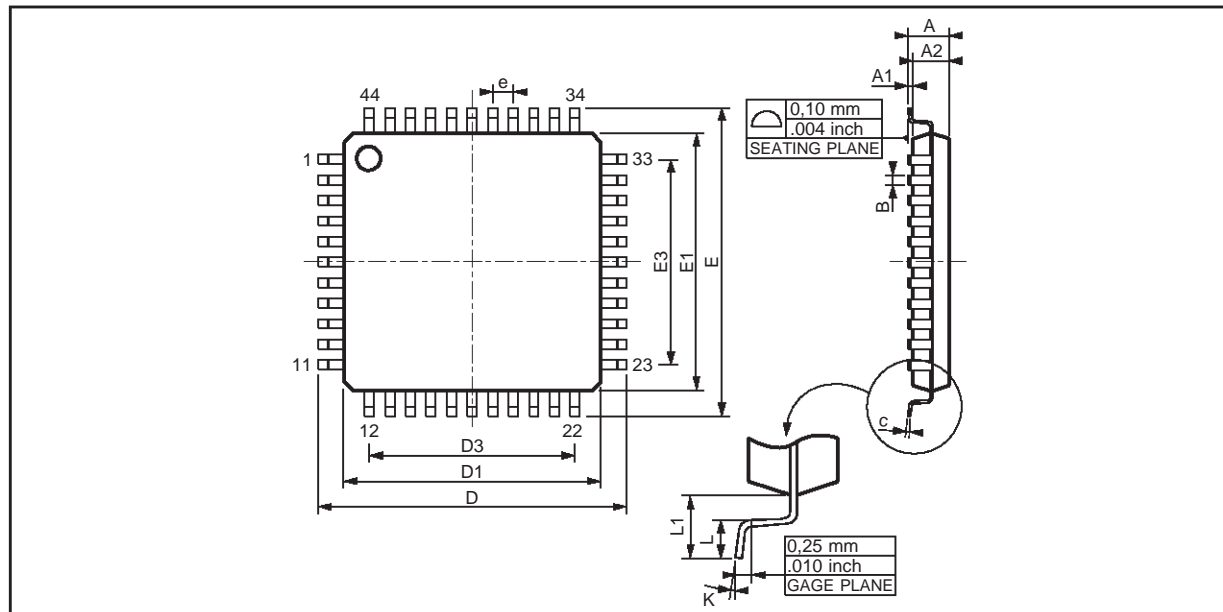 A
A2
A1
e
44
34
0,10 mm
.004 inch
SEATING PLANE
1
33
B
E3
E1
E
11
23
c
12
22
D3
D1
D
L1
L
0,25 mm
.010 inch
GAGE PLANE
K